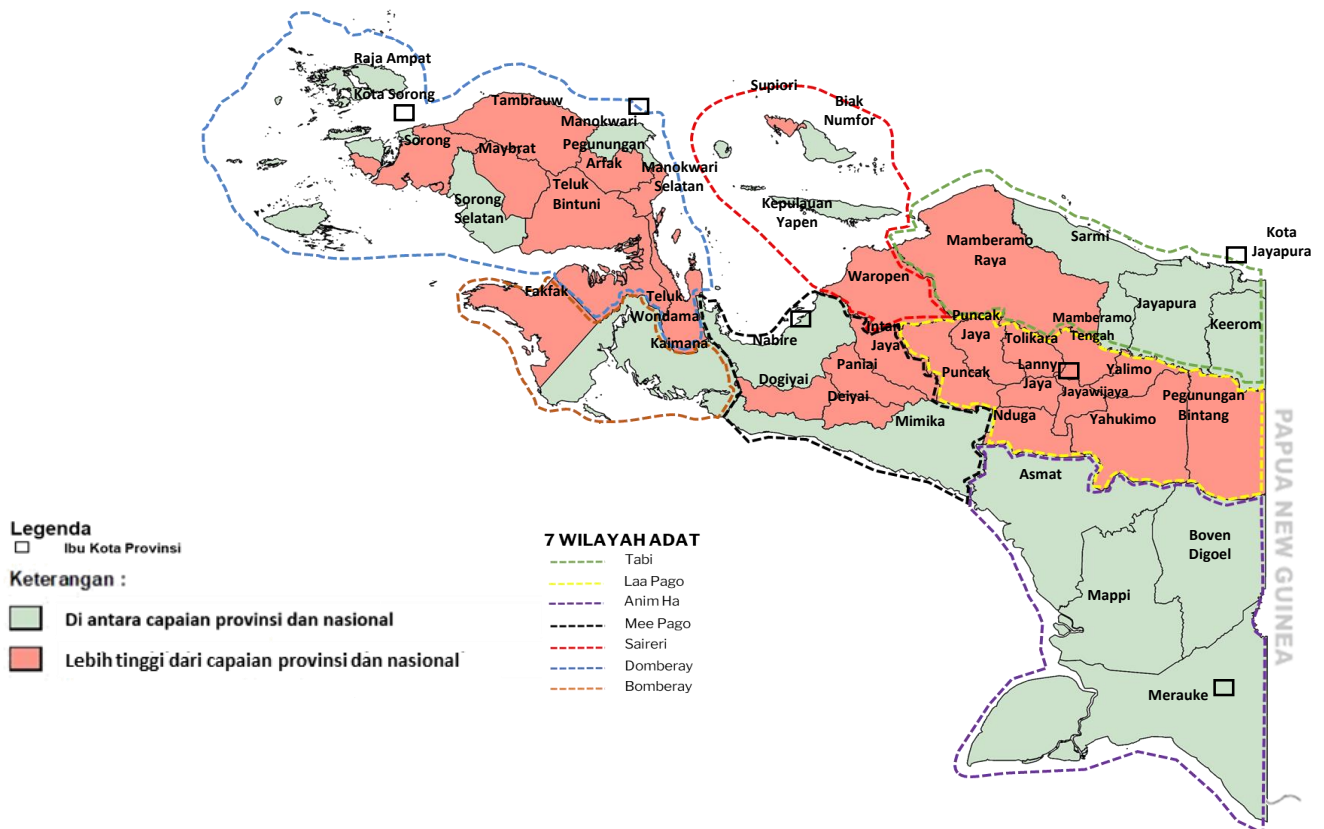 Raja Ampat
Kota Sorong
Sorong
Tambrauw
Maybrat
Sorong
Selatan
Manokwari
Pegunungan
Arfak
Manokwari
Selatan
Teluk
Bintuni
Fakfak
Teluk
Wondama
Kaimana
Supiori
Biak
Numfor
Kepulauan
Yapen
Waropen
Mamberamo
Raya
Sarmi
Kota
Jayapura
Jayapura
Keerom
Nabire
Dogiyai
Intan
Jaya
Paniai
Deiyai
Mimika
Puncak
Jaya
Puncak
Tolikara
Mamberamo
Tengah
Lanny
Jaya
Yalimo
Jayawijaya
Nduga
Yahukimo
Pegunungan
Bintang
Asmat
Boven
Digoel
Mappi
Merauke
PAPUA NEW GUINEA
Legenda
Ibu Kota Provinsi
Keterangan :
Di antara capaian provinsi dan nasional
Lebih tinggi dari capaian provinsi dan nasional
7 WILAYAH ADAT
Tabi
Laa Pago
Anim Ha
Mee Pago
Saireri
Domberay
Bomberay